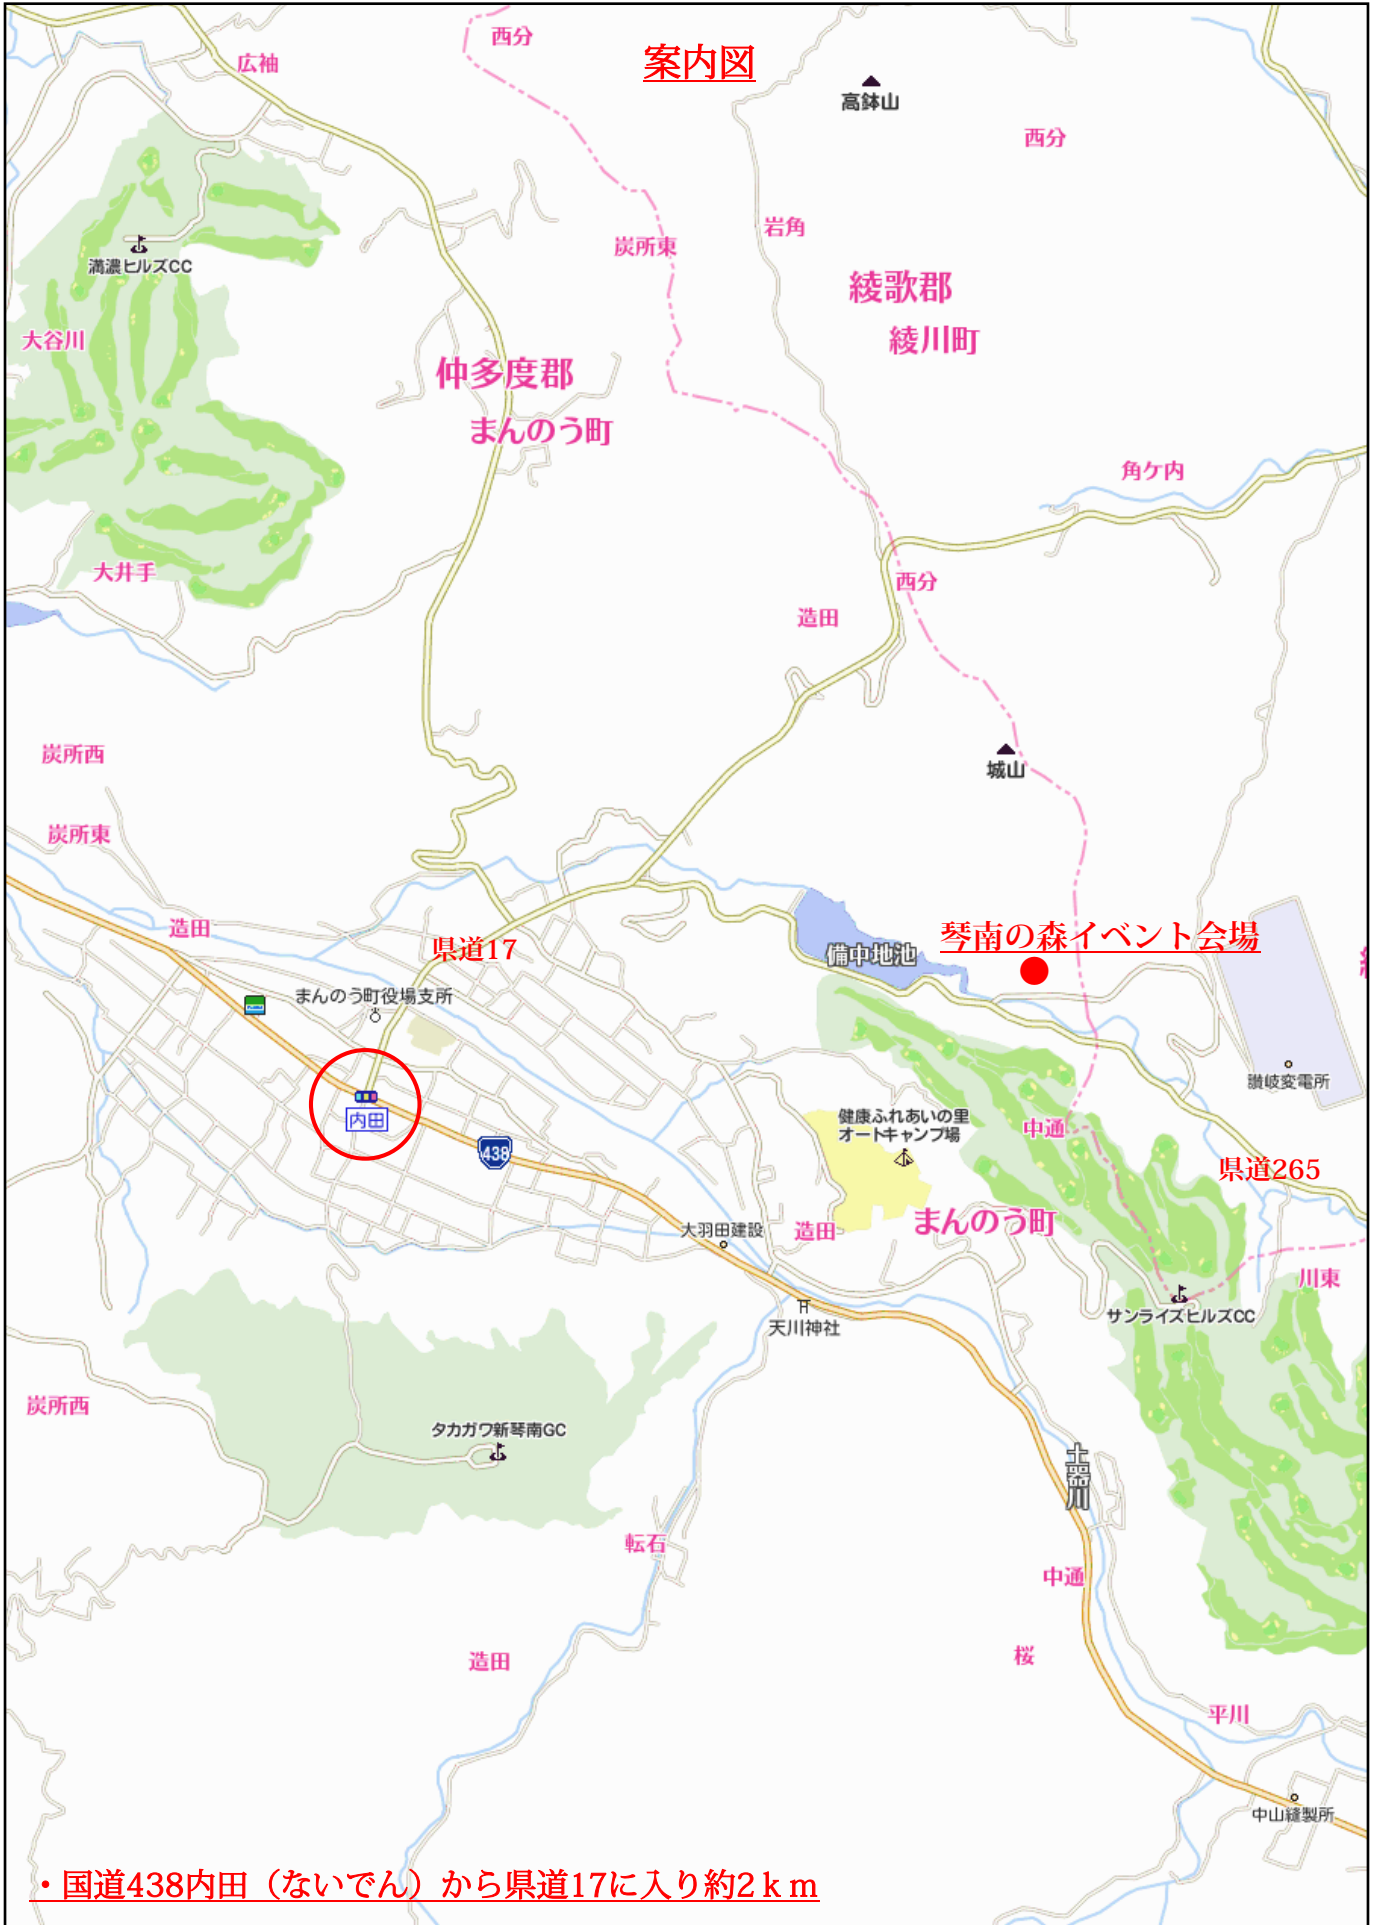 西分
案内図
広袖
高鉢山
西分
岩角
炭所東
満濃ヒルズCC
綾歌郡
綾川町
大谷川
仲多度郡
まんのう町
角ケ内
大井手
西分
造田
炭所西
城山
炭所東
造田
県道17
琴南の森イベント会場
備中地池
まんのう町役場支所
讃岐変電所
内田
健康ふれあいの里
オートキャンプ場
中通
438
県道265
まんのう町
大羽田建設
造田
川東
天川神社
サンライズヒルズCC
炭所西
タカガワ新琴南GC
土器川
転石
中通
桜
造田
平川
中山縫製所
・国道438内田（ないでん）から県道17に入り約2ｋｍ